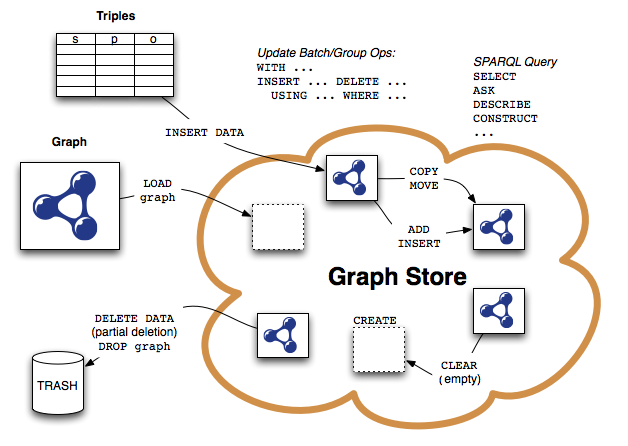 Triples
s p o
Update Batch/Group Ops:
WITH ...
INSERT ... DELETE ...
USING ... WHERE ...
SPARQL Query
SELECT
ASK
DESCRIBE
CONSTRUCT
...
INSERT DATA
Graph
LOAD
graph
COPY
MOVE
ADD
INSERT
Graph Store
DELETE DATA
(partial deletion)
DROP graph
CREATE
CLEAR
(empty)
TRASH